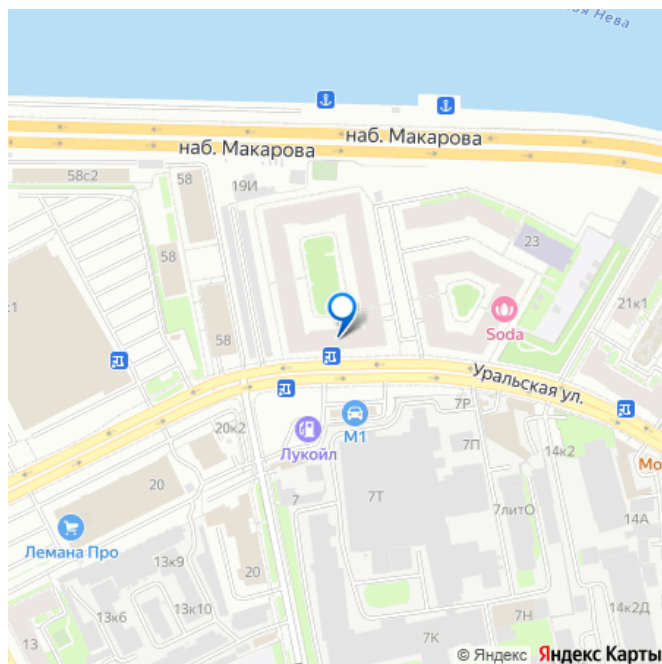 ая Нева
наб. Макарова
наб. Макарова
58с2
58
19И
58
23
к1
58
Soda
21к1
Уральская ул.
20к2
Лукойл
М1
7Р
7П
14к2
Мо
20
7
7Т
7литО
14А
Лемана Про
13к9
20
13к6
13к10
7Н
14к2Д
13
7К
© Яндекс Яндекс Карты